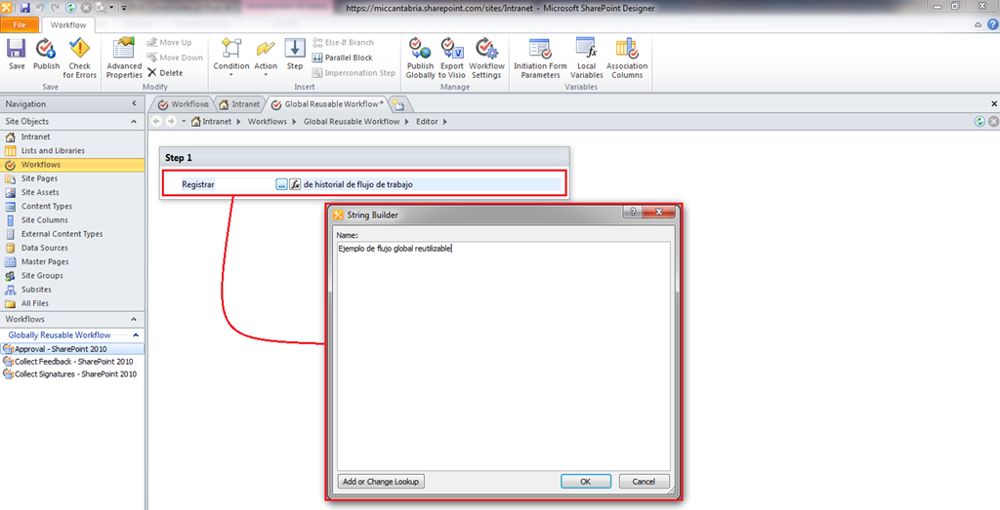 https://miccantabria.sharepoint.com/sites/Intranet - Microsoft SharePoint Designer
File Workflow
Save Publish Check for Errors
Save
Advanced Properties Move Up Move Down Delete
Modify
Condition Action Step Else-If Branch Parallel Block Impersonation Step
Insert
Publish Globally Export to Visio Workflow Settings
Manage
Initiation Form Parameters Local Variables Association Columns
Variables
Navigation
Workflows Intranet Global Reusable Workflow *
Site Objects
Intranet Workflows Global Reusable Workflow Editor
Intranet
Lists and Libraries
Workflows
Site Pages
Site Assets
Content Types
Site Columns
External Content Types
Data Sources
Master Pages
Site Groups
Subsites
All Files
Workflows
Globally Reusable Workflow
Approval - SharePoint 2010
Collect Feedback - SharePoint 2010
Collect Signatures - SharePoint 2010
Step 1
Registrar ... fx de historial de flujo de trabajo
String Builder
Name:
Ejemplo de flujo global reutilizable
Add or Change Lookup OK Cancel